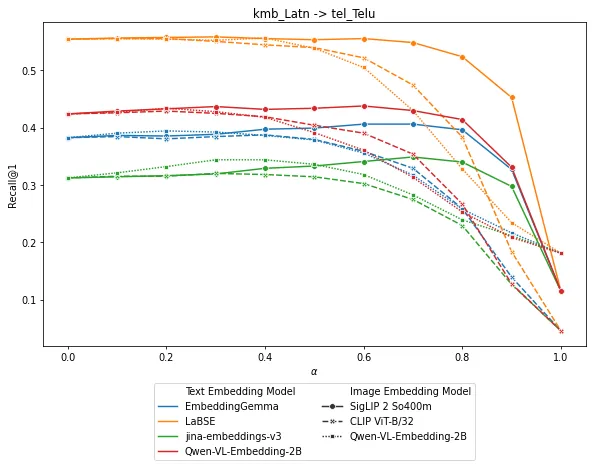 kmb_Latn -> tel_Telu
Recall@1
0.5
0.4
0.3
0.2
0.1
0.0
0.2
0.4
0.6
0.8
1.0
α
Text Embedding Model
EmbeddingGemma
LaBSE
jina-embeddings-v3
Qwen-VL-Embedding-2B
Image Embedding Model
SigLIP 2 So400m
CLIP ViT-B/32
Qwen-VL-Embedding-2B